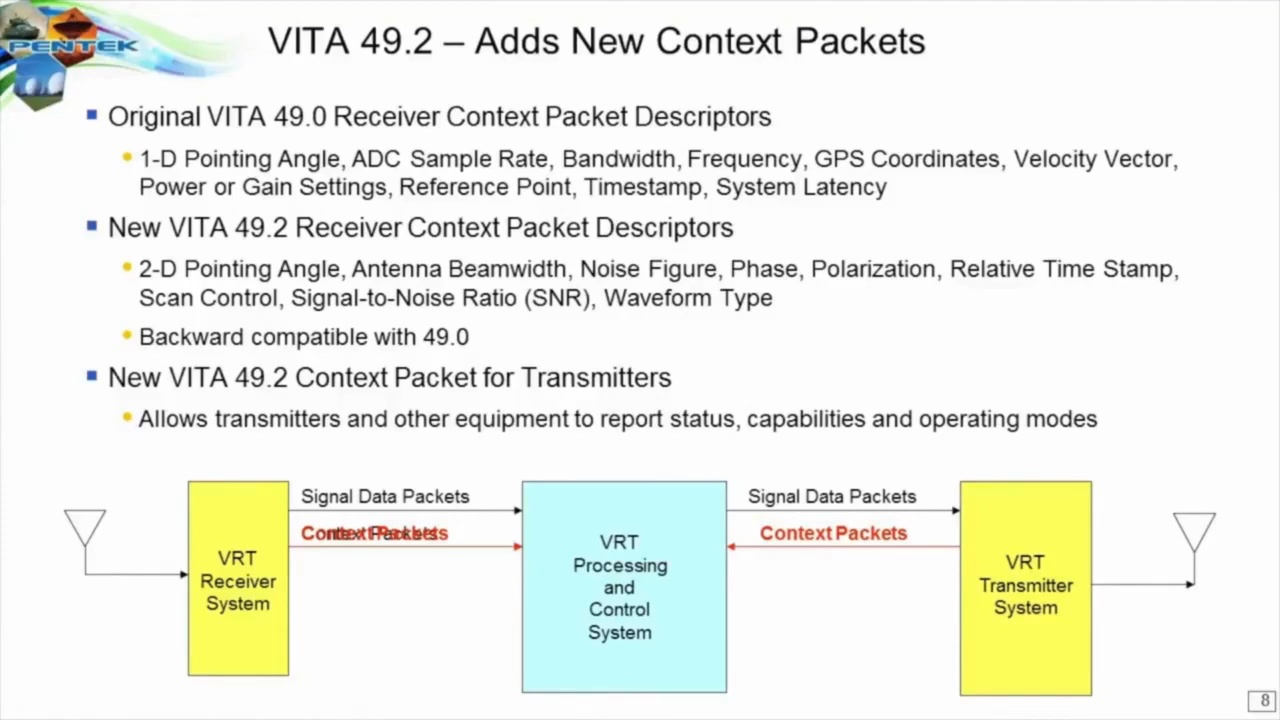 PENTEK
VITA 49.2 – Adds New Context Packets
Original VITA 49.0 Receiver Context Packet Descriptors
1-D Pointing Angle, ADC Sample Rate, Bandwidth, Frequency, GPS Coordinates, Velocity Vector,
Power or Gain Settings, Reference Point, Timestamp, System Latency
New VITA 49.2 Receiver Context Packet Descriptors
2-D Pointing Angle, Antenna Beamwidth, Noise Figure, Phase, Polarization, Relative Time Stamp,
Scan Control, Signal-to-Noise Ratio (SNR), Waveform Type
Backward compatible with 49.0
New VITA 49.2 Context Packet for Transmitters
Allows transmitters and other equipment to report status, capabilities and operating modes
Signal Data Packets
Context Packets
Context Packets
VRT
Receiver
System
VRT
Processing
and
Control
System
Signal Data Packets
Context Packets
VRT
Transmitter
System
8